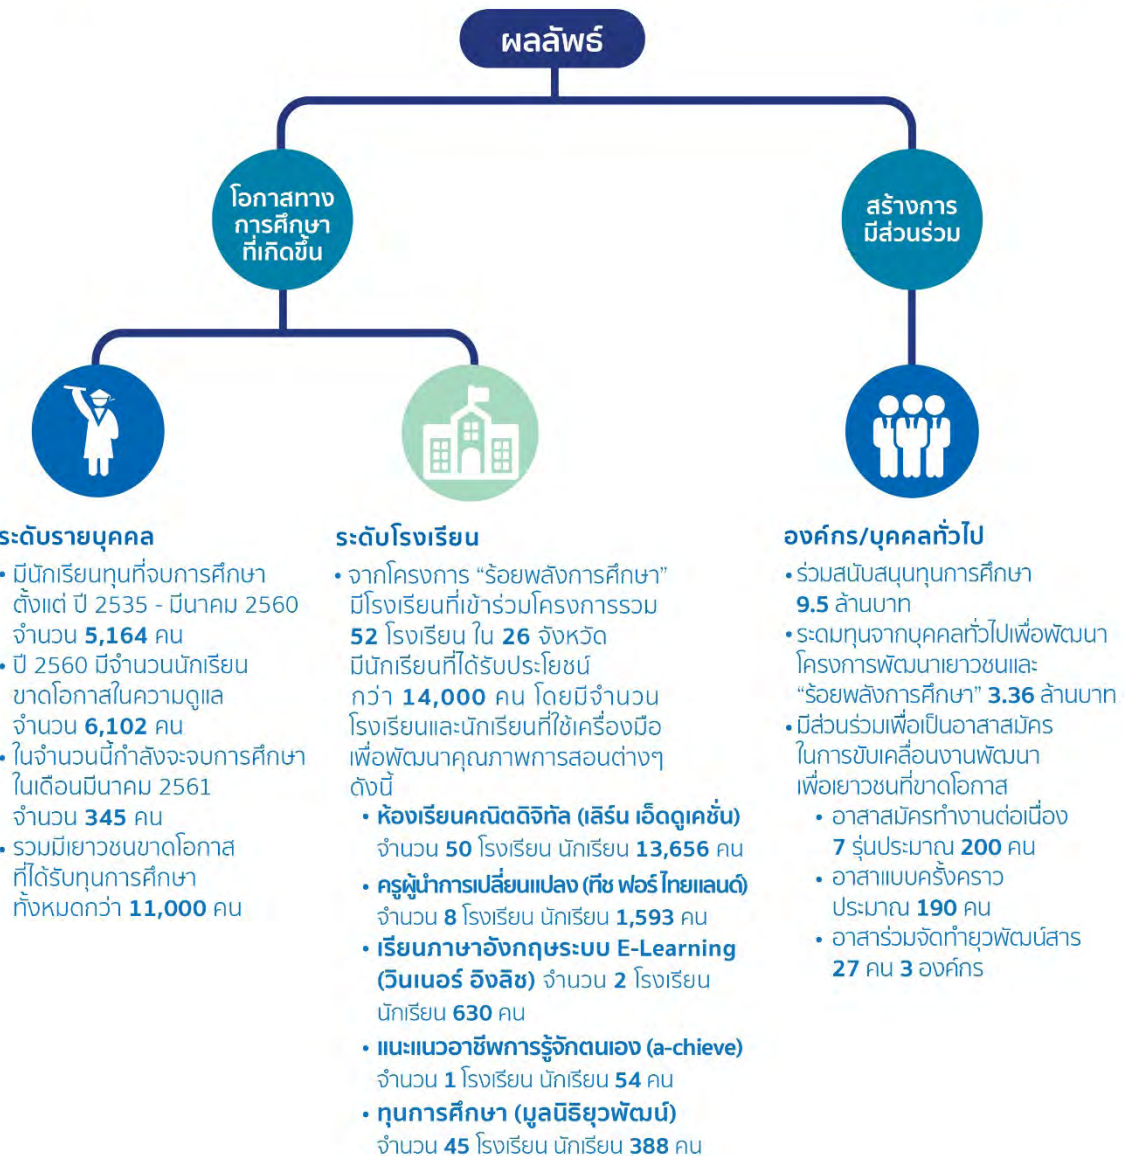 ผลลัพธ์
โอกาสทาง
การศึกษา
ที่เกิดขึ้น
สร้างการ
มีส่วนร่วม
ระดับรายบุคคล
• มีนักเรียนทุนที่จบการศึกษา
ตั้งแต่ ปี 2535 - มีนาคม 2560
จำนวน 5,164 คน
• ปี 2560 มีจำนวนนักเรียน
ขาดโอกาสในความดูแล
จำนวน 6,102 คน
• ในจำนวนนี้กำลังจะจบการศึกษา
ในเดือนมีนาคม 2561
จำนวน 345 คน
• รวมมีเยาวชนขาดโอกาส
ที่ได้รับทุนการศึกษา
ทั้งหมดกว่า 11,000 คน
ระดับโรงเรียน
• จากโครงการ “ร้อยพลังการศึกษา”
มีโรงเรียนที่เข้าร่วมโครงการรวม
52 โรงเรียน ใน 26 จังหวัด
มีนักเรียนที่ได้รับประโยชน์
กว่า 14,000 คน โดยมีจำนวน
โรงเรียนและนักเรียนที่ใช้เครื่องมือ
เพื่อพัฒนาคุณภาพการสอนต่างๆ
ดังนี้
• ห้องเรียนคณิตดิจิทัล (เลิร์น เอ็ดดูเคชั่น)
จำนวน 50 โรงเรียน นักเรียน 13,656 คน
• ครูผู้นำการเปลี่ยนแปลง (ทีช ฟอร์ ไทยแลนด์)
จำนวน 8 โรงเรียน นักเรียน 1,593 คน
• เรียนภาษาอังกฤษระบบ E-Learning
(วินเนอร์ อิงลิช) จำนวน 2 โรงเรียน
นักเรียน 630 คน
• แนะแนวอาชีพการรู้จักตนเอง (a-chieve)
จำนวน 1 โรงเรียน นักเรียน 54 คน
• ทุนการศึกษา (มูลนิธิยุวพัฒน์)
จำนวน 45 โรงเรียน นักเรียน 388 คน
องค์กร/บุคคลทั่วไป
• ร่วมสนับสนุนทุนการศึกษา
9.5 ล้านบาท
• ระดมทุนจากบุคคลทั่วไปเพื่อพัฒนา
โครงการพัฒนาเยาวชนและ
“ร้อยพลังการศึกษา” 3.36 ล้านบาท
• มีส่วนร่วมเพื่อเป็นอาสาสมัคร
ในการขับเคลื่อนงานพัฒนา
เพื่อเยาวชนที่ขาดโอกาส
• อาสาสมัครทำงานต่อเนื่อง
7 รุ่นประมาณ 200 คน
• อาสาแบบครั้งคราว
ประมาณ 190 คน
• อาสาร่วมจัดทำยุวพัฒน์สาร
27 คน 3 องค์กร